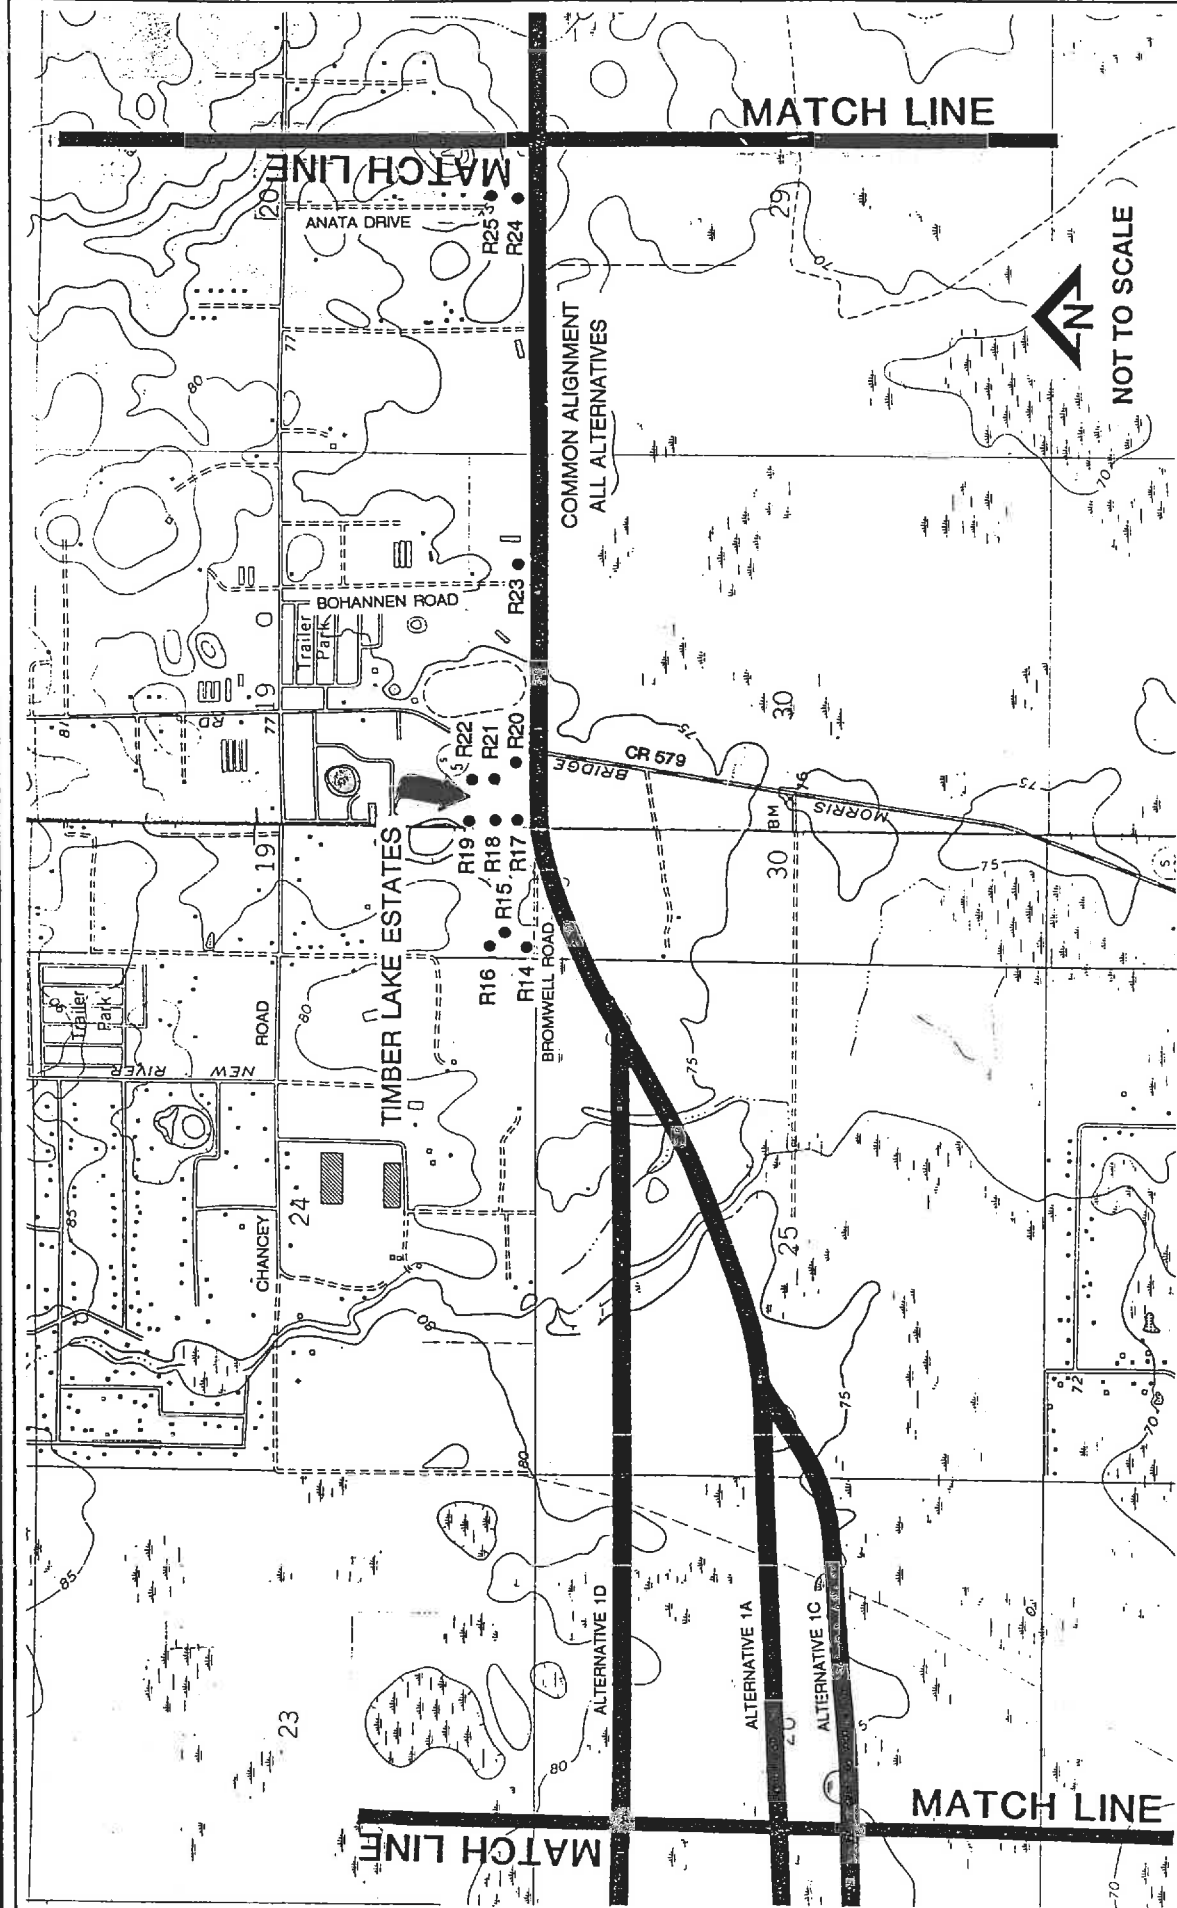 MATCH LINE
MATCH LINE
20
ANATA DRIVE
R25
R24
29
70
N
NOT TO SCALE
77
80
COMMON ALIGNMENT
ALL ALTERNATIVES
70
BOHANNEN ROAD
R23
Trailer
Park
19
RD
77
81
R22
R21
R20
S
75
30
CR 579
BRIDGE
MORRIS
BM
76
75
TIMBER LAKE ESTATES
R19
R18
R17
19
30
75
S
R15
R16
R14
BROMWELL ROAD
Trailer
Park
ROAD
80
NEW
RIVER
75
24
85
CHANCEY
25
80
75
72
70
80
85
ALTERNATIVE 1D
ALTERNATIVE 1A
ALTERNATIVE 1C
23
26
80
MATCH LINE
MATCH LINE
70